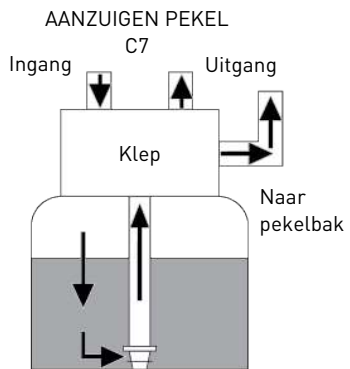 AANZUIGEN PEKEL
C7
Ingang
Uitgang
Klep
Naar
pekelbak